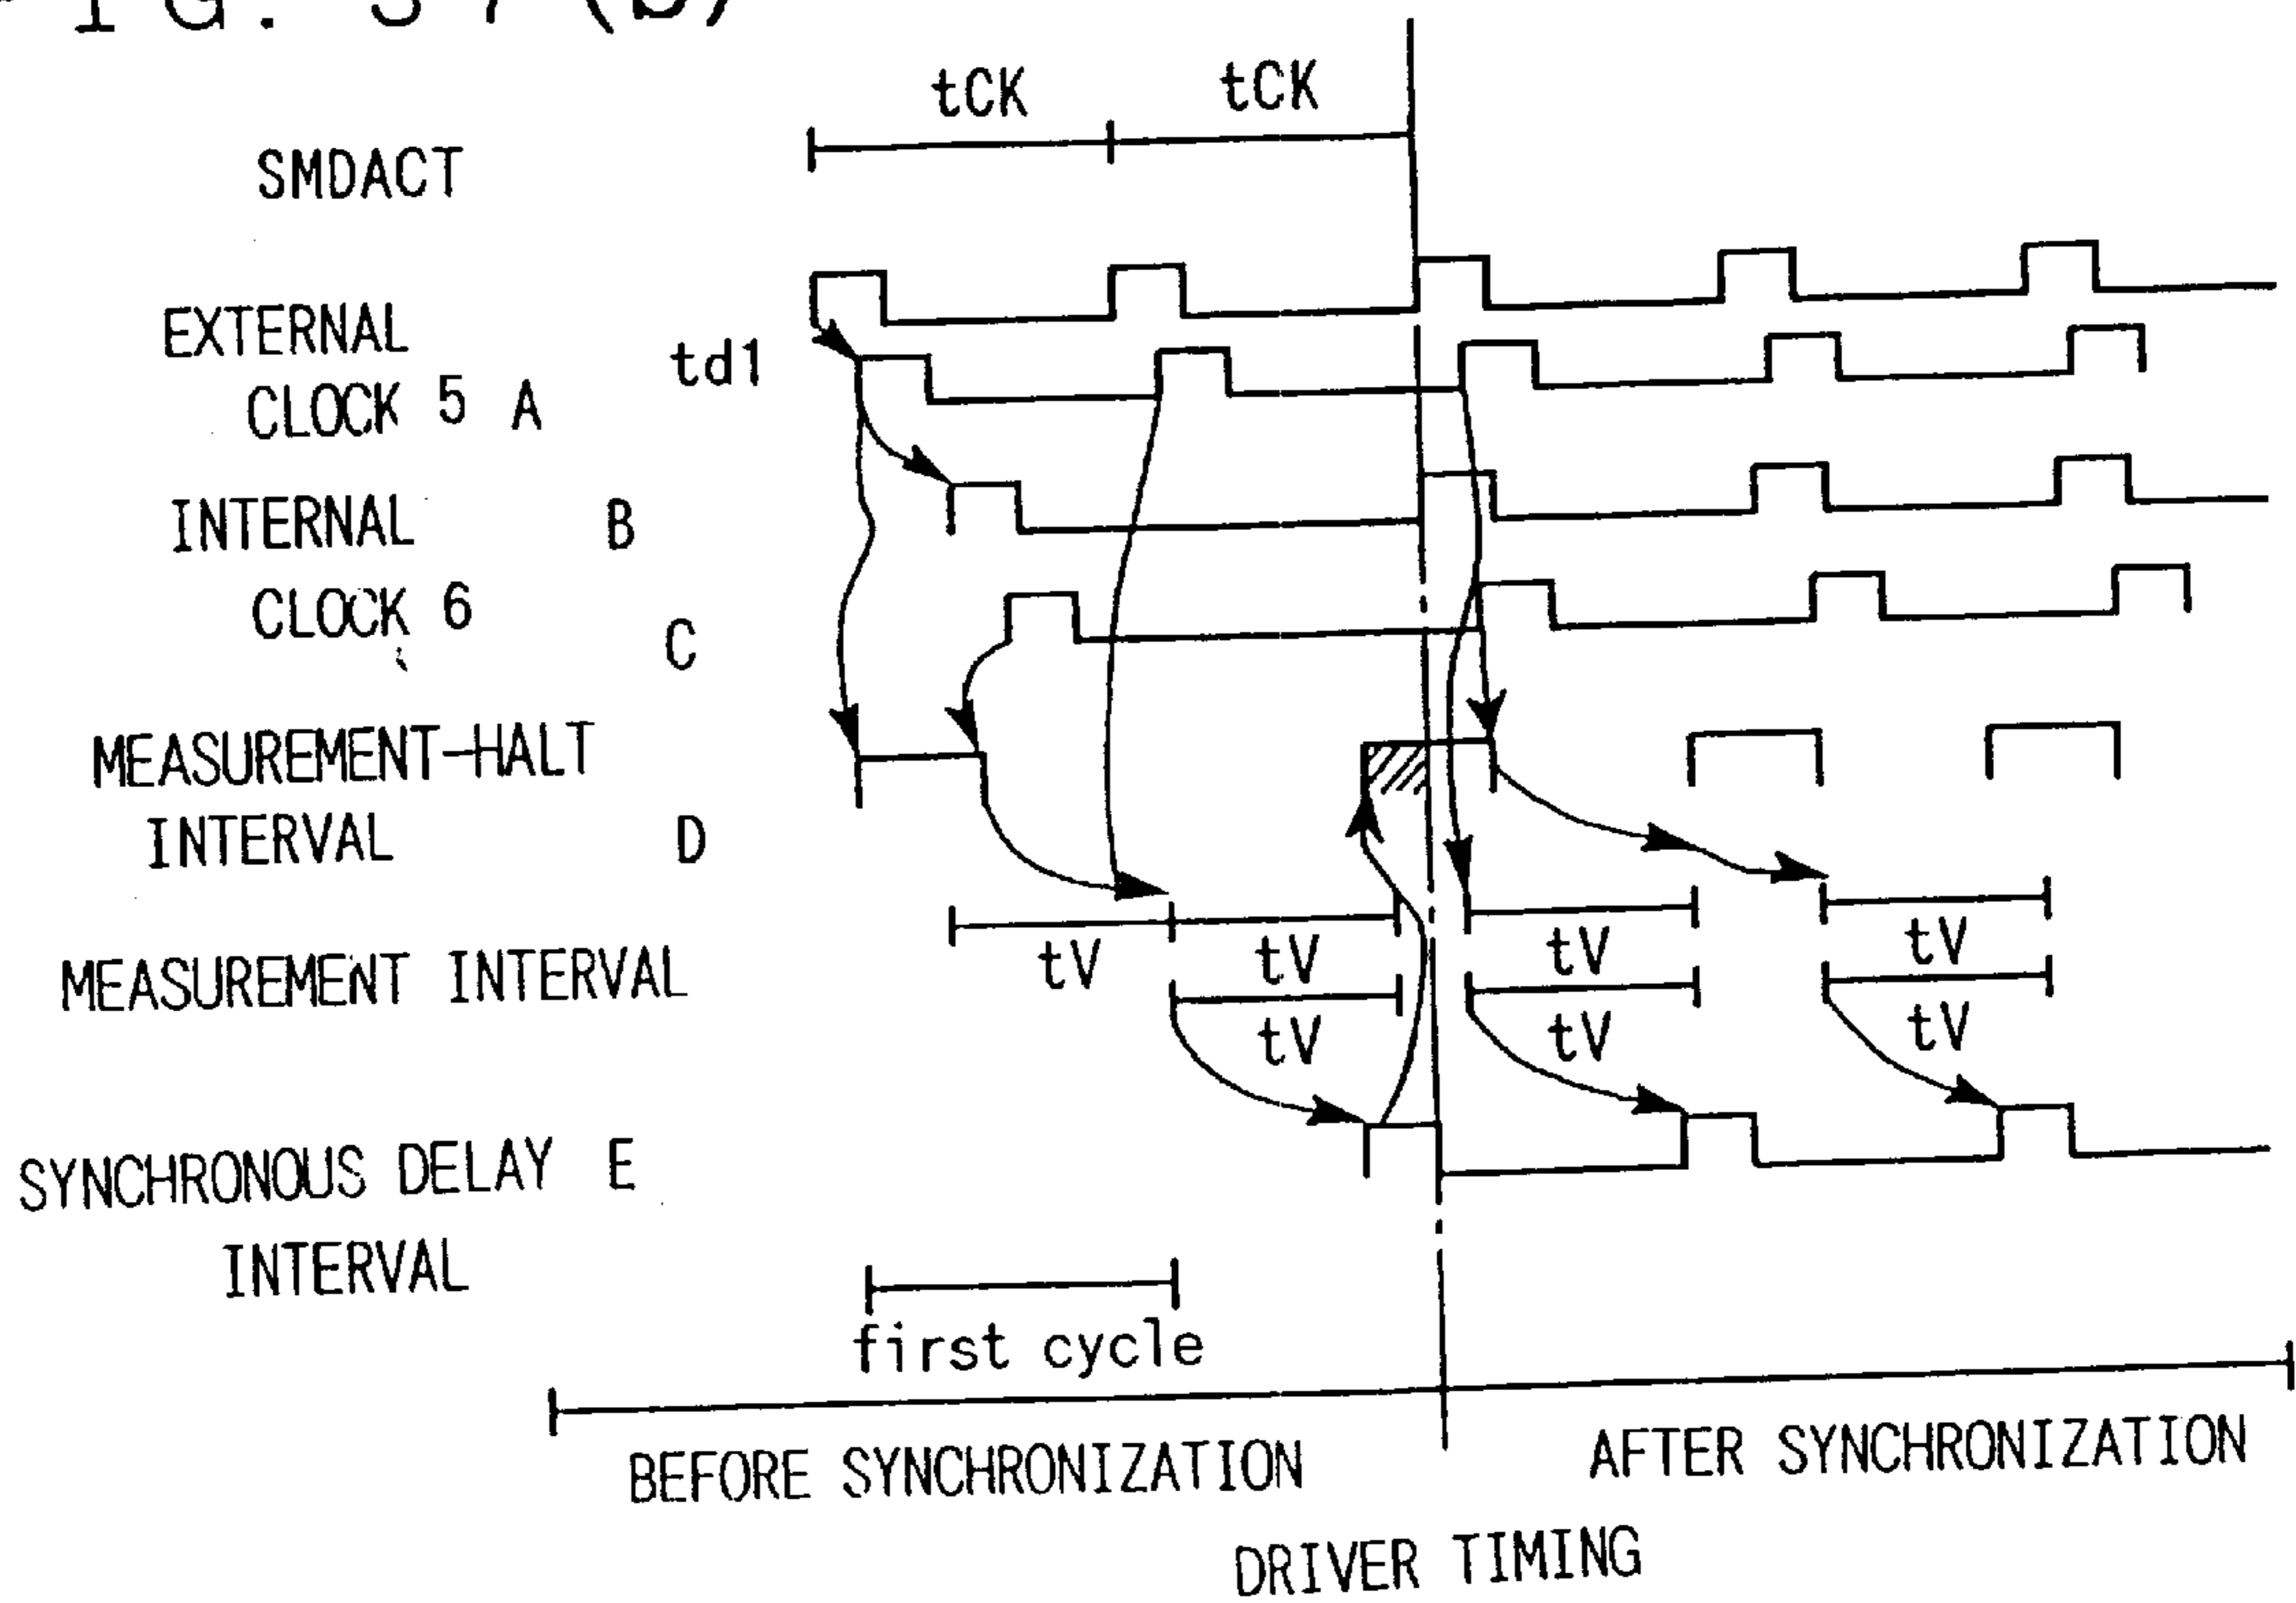 tCK tCK
SMDACT
EXTERNAL
CLOCK 5 A td1
INTERNAL B
CLOCK 6
C
MEASUREMENT-HALT
INTERVAL D
tV tV tV tV
MEASUREMENT INTERVAL
tV tV tV
SYNCHRONOUS DELAY E
INTERVAL
first cycle
BEFORE SYNCHRONIZATION AFTER SYNCHRONIZATION
DRIVER TIMING